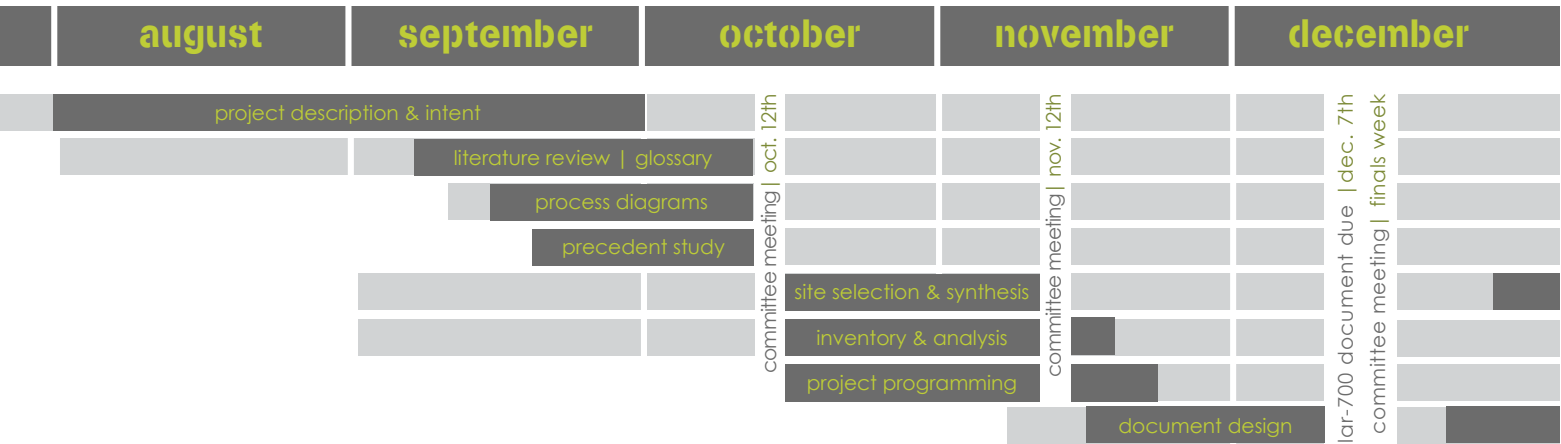 august
september
october
november
december
project description & intent
literature review | glossary
process diagrams
precedent study
site selection & synthesis
inventory & analysis
project programming
document design
committee meeting| oct. 12th
committee meeting| nov. 12th
lar-700 document due |dec. 7th
committee meeting| finals week